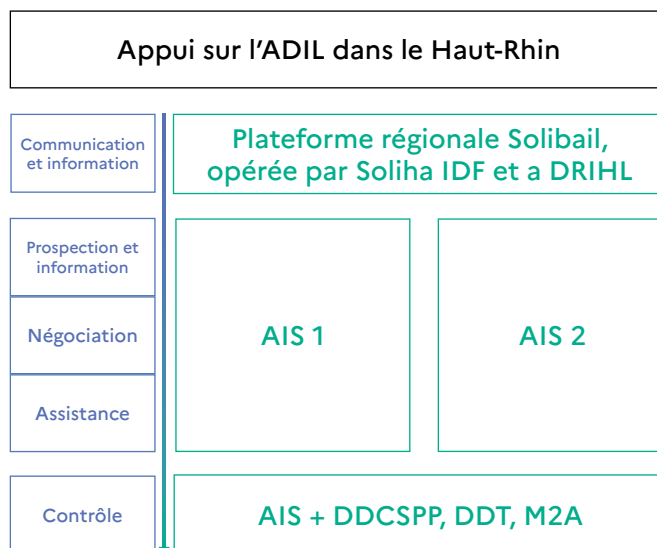 Appui sur l’ADIL dans le Haut-Rhin
Communication
et information
Plateforme régionale Solibail,
opérée par Soliha IDF et a DRIHL
Prospection et
information
Négociation
Assistance
AIS 1
AIS 2
Contrôle
AIS + DDCSPP, DDT, M2A